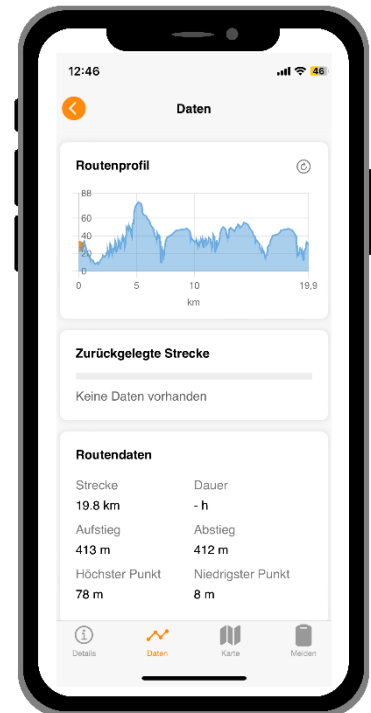 12:46
46
Daten
Routenprofil
88
60
40
20
0
0 5 10 19,9
km
Zurückgelegte Strecke
Keine Daten vorhanden
Routendaten
Strecke Dauer
19.8 km - h
Aufstieg Abstieg
413 m 412 m
Höchster Punkt Niedrigster Punkt
78 m 8 m
Details Daten Karte Melden